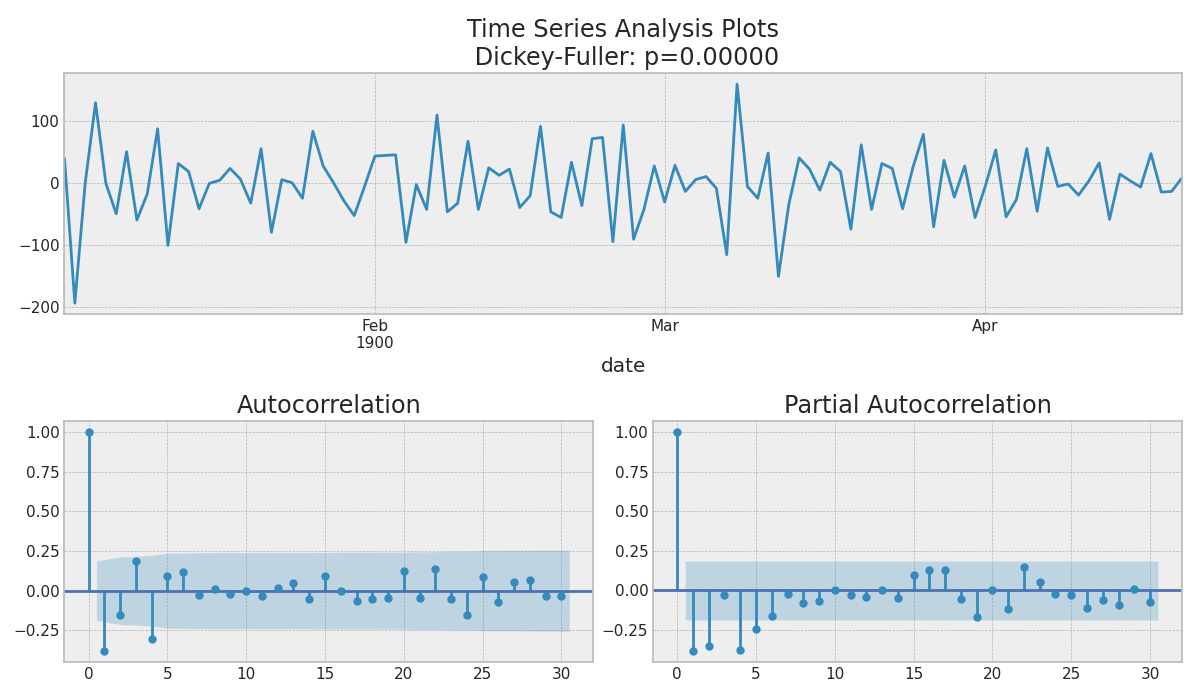 Time Series Analysis Plots
Dickey-Fuller: p=0.00000
100
0
−100
−200
Feb
1900
Mar
Apr
date
Autocorrelation
1.00
0.75
0.50
0.25
0.00
−0.25
0 5 10 15 20 25 30
Partial Autocorrelation
1.00
0.75
0.50
0.25
0.00
−0.25
0 5 10 15 20 25 30